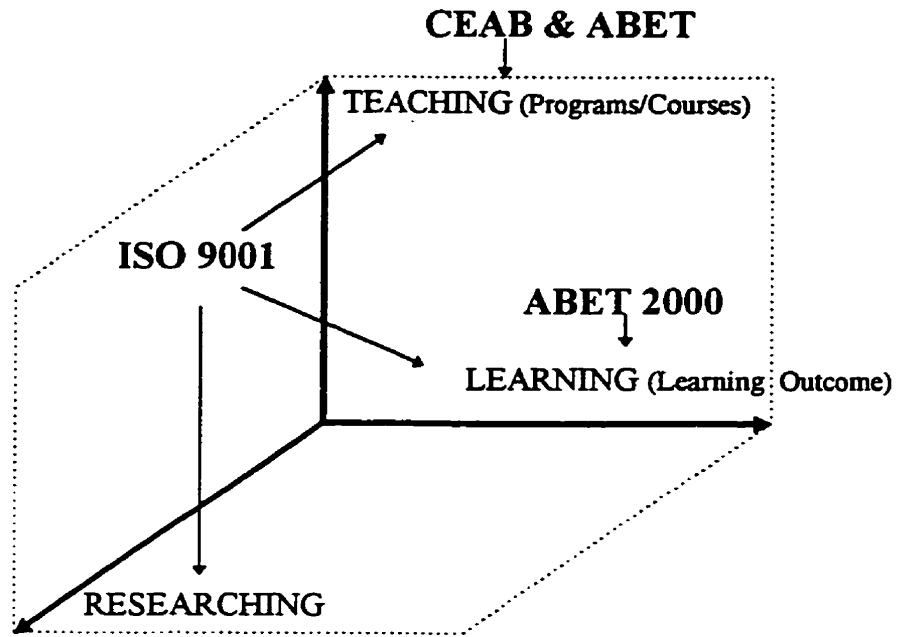 CEAB & ABET
TEACHING (Programs/Courses)
ISO 9001
ABET 2000
LEARNING (Learning Outcome)
RESEARCHING